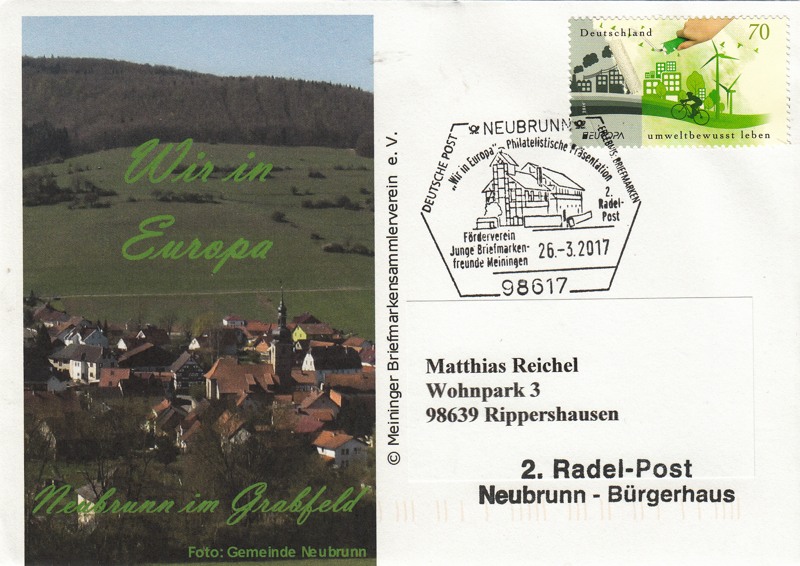 Wir in
Europa
Neubrunn im Grabfeld
Foto: Gemeinde Neubrunn
© Meininger Briefmarkensammlerverein e. V.
Deutschland 70
EUROPA
umweltbewusst leben
DEUTSCHE POST NEUBRUNN ERLEBNIS: BRIEFMARKEN
„Wir in Europa" - Philatelistische Präsentation
2.
Radel-
Post
Förderverein
Junge Briefmarken-
freunde Meiningen
26.-3.2017
98617
Matthias Reichel
Wohnpark 3
98639 Rippershausen
2. Radel-Post
Neubrunn - Bürgerhaus